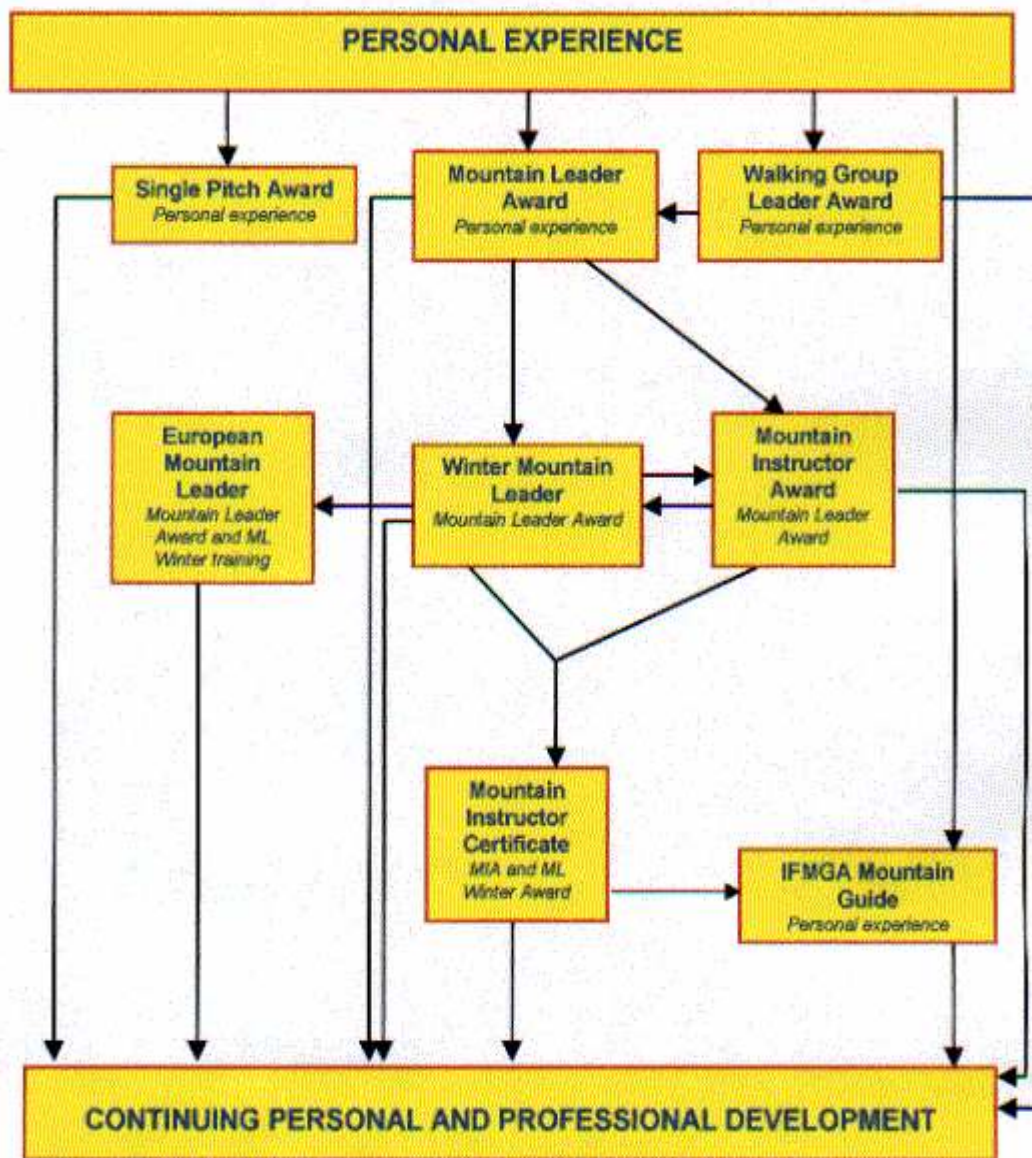 PERSONAL EXPERIENCE
Single Pitch Award
Personal experience
Mountain Leader
Award
Personal experience
Walking Group
Leader Award
Personal experience
European
Mountain
Leader
Mountain Leader
Award and ML
Winter training
Winter Mountain
Leader
Mountain Leader Award
Mountain
Instructor
Award
Mountain Leader
Award
Mountain
Instructor
Certificate
MIA and ML
Winter Award
IFMGA Mountain
Guide
Personal experience
CONTINUING PERSONAL AND PROFESSIONAL DEVELOPMENT